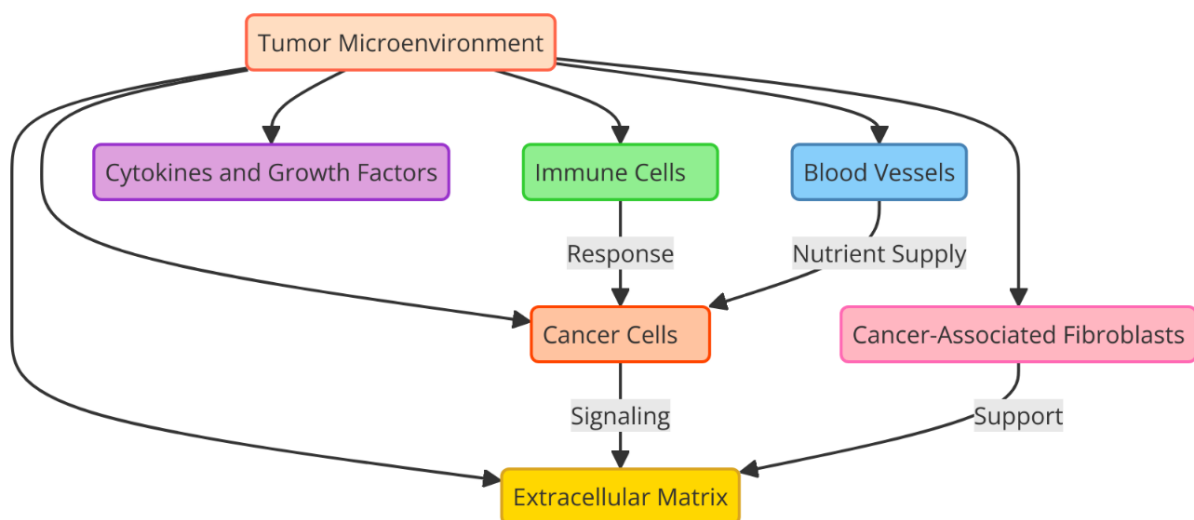 Tumor Microenvironment
Cytokines and Growth Factors
Immune Cells
Blood Vessels
Response
Nutrient Supply
Cancer Cells
Cancer-Associated Fibroblasts
Signaling
Support
Extracellular Matrix